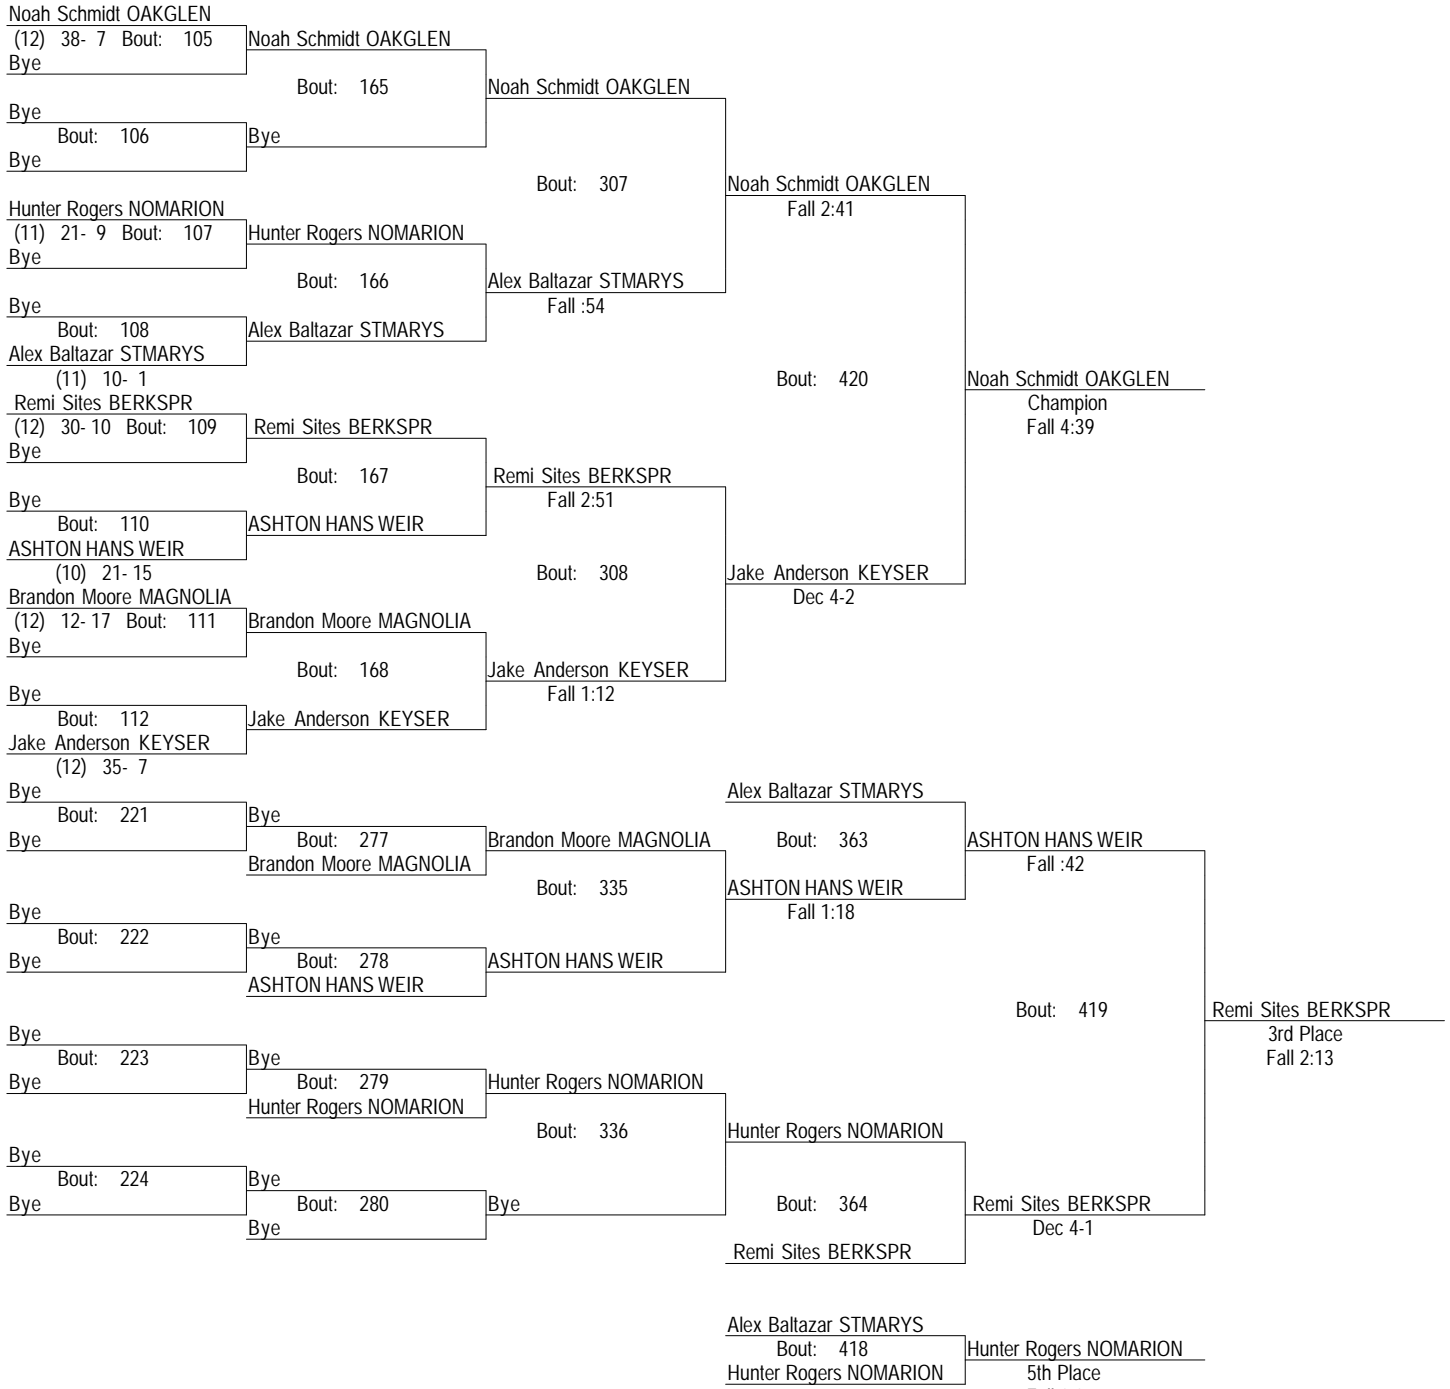 Noah Schmidt OAKGLEN
(12) 38- 7 Bout: 105 Noah Schmidt OAKGLEN
Bye
Bout: 165 Noah Schmidt OAKGLEN
Bye
Bout: 106 Bye
Bye
Bout: 307 Noah Schmidt OAKGLEN
Fall 2:41
Hunter Rogers NOMARION
(11) 21- 9 Bout: 107 Hunter Rogers NOMARION
Bye
Bout: 166 Alex Baltazar STMARYS
Bye Fall :54
Bout: 108 Alex Baltazar STMARYS
Alex Baltazar STMARYS
(11) 10- 1 Bout: 420 Noah Schmidt OAKGLEN
Remi Sites BERKSPR Champion
(12) 30- 10 Bout: 109 Remi Sites BERKSPR Fall 4:39
Bye
Bout: 167 Remi Sites BERKSPR
Bye Fall 2:51
Bout: 110 ASHTON HANS WEIR
ASHTON HANS WEIR
(10) 21- 15 Bout: 308 Jake Anderson KEYSER
Brandon Moore MAGNOLIA Dec 4-2
(12) 12- 17 Bout: 111 Brandon Moore MAGNOLIA
Bye
Bout: 168 Jake Anderson KEYSER
Bye Fall 1:12
Bout: 112 Jake Anderson KEYSER
Jake Anderson KEYSER
(12) 35- 7
Bye Alex Baltazar STMARYS
Bout: 221 Bye
Bye Bout: 277 Brandon Moore MAGNOLIA Bout: 363 ASHTON HANS WEIR
Brandon Moore MAGNOLIA Fall :42
Bout: 335 ASHTON HANS WEIR
Bye Fall 1:18
Bout: 222 Bye
Bye Bout: 278 ASHTON HANS WEIR
ASHTON HANS WEIR
Bout: 419 Remi Sites BERKSPR
Bye 3rd Place
Bout: 223 Bye Fall 2:13
Bye Bout: 279 Hunter Rogers NOMARION
Hunter Rogers NOMARION
Bout: 336 Hunter Rogers NOMARION
Bye
Bout: 224 Bye
Bye Bout: 280 Bye Bout: 364 Remi Sites BERKSPR
Bye Dec 4-1
Remi Sites BERKSPR
Alex Baltazar STMARYS
Bout: 418 Hunter Rogers NOMARION
Hunter Rogers NOMARION 5th Place